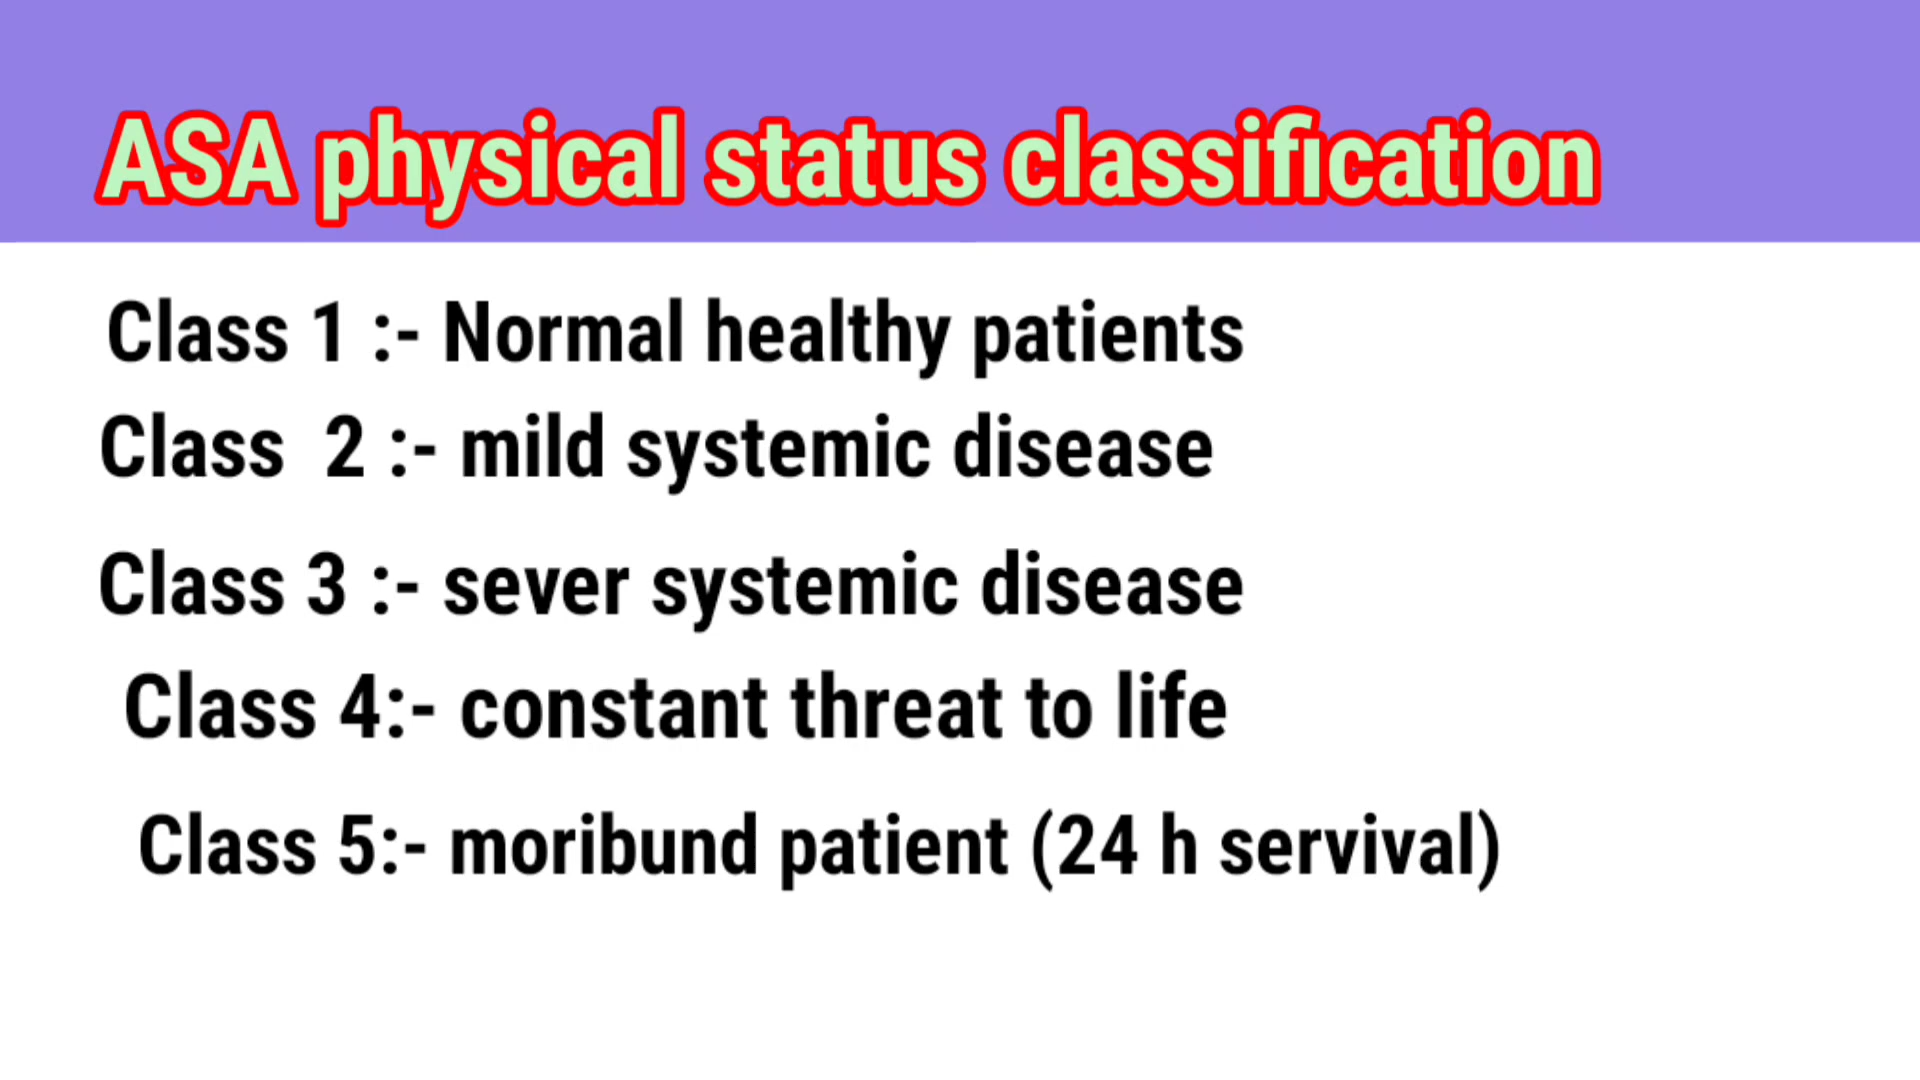 ASA physical status classification
Class 1 :- Normal healthy patients
Class 2 :- mild systemic disease
Class 3 :- sever systemic disease
Class 4:- constant threat to life
Class 5:- moribund patient (24 h servival)